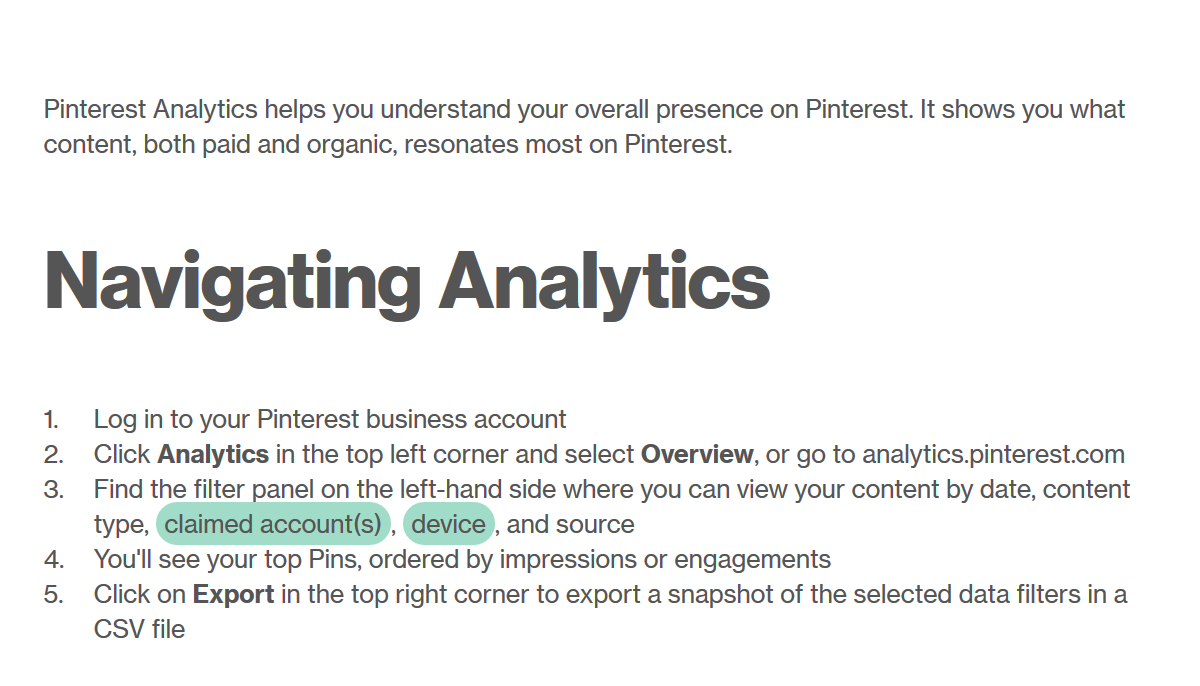 Pinterest Analytics helps you understand your overall presence on Pinterest. It shows you what
content, both paid and organic, resonates most on Pinterest.
Navigating Analytics
1. Log in to your Pinterest business account
2. Click Analytics in the top left corner and select Overview, or go to analytics.pinterest.com
3. Find the filter panel on the left-hand side where you can view your content by date, content
type, claimed account(s) , device , and source
4. You'll see your top Pins, ordered by impressions or engagements
5. Click on Export in the top right corner to export a snapshot of the selected data filters in a
CSV file